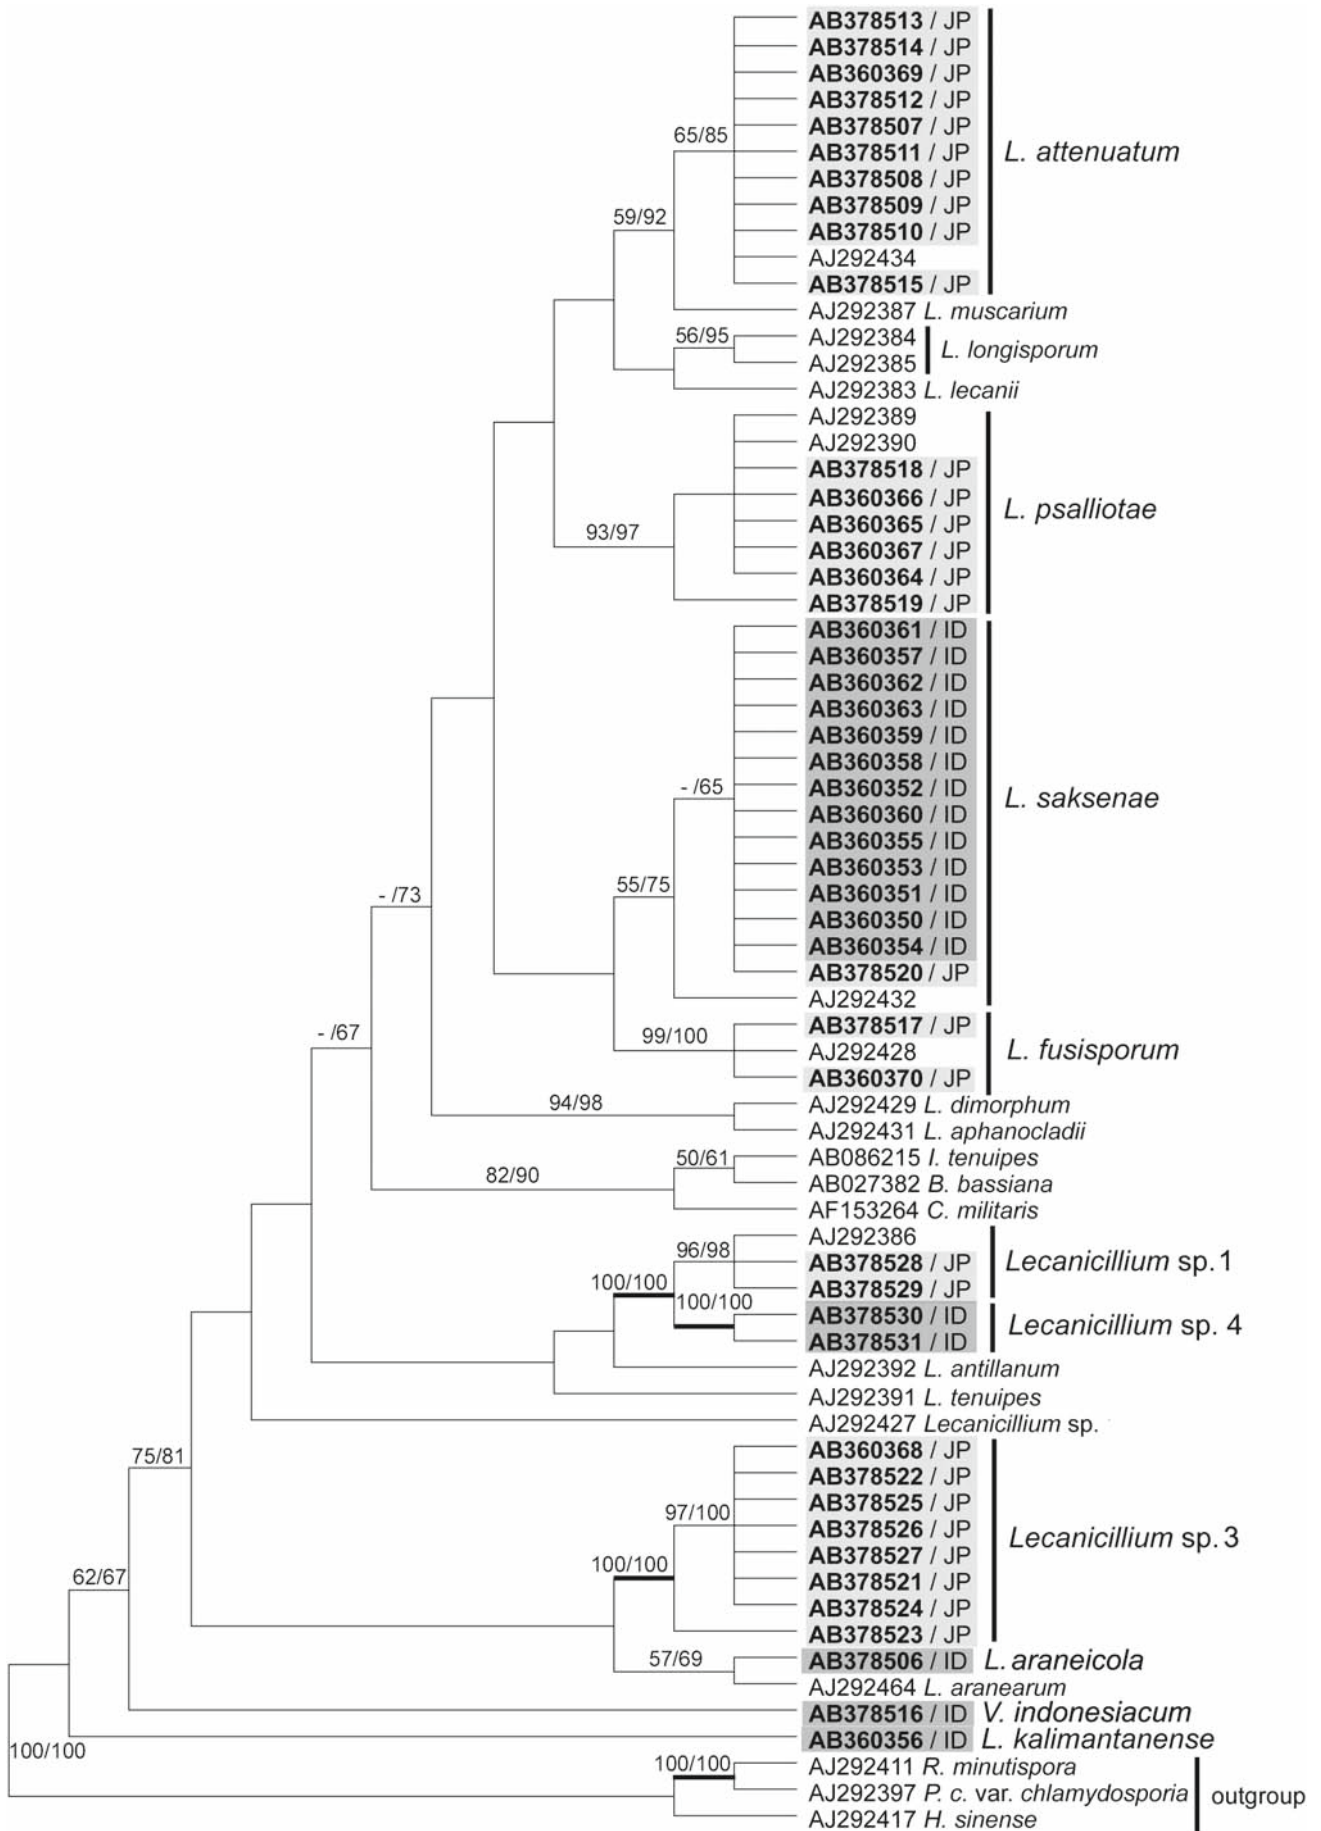 AB378513 / JP
AB378514 / JP
AB360369 / JP
AB378512 / JP
AB378507 / JP
65/85
AB378511 / JP
L. attenuatum
AB378508 / JP
AB378509 / JP
59/92
AB378510 / JP
AJ292434
AB378515 / JP
AJ292387 L. muscarium
56/95
AJ292384
L. longisporum
AJ292385
AJ292383 L. lecanii
AJ292389
AJ292390
AB378518 / JP
AB360366 / JP
L. psalliotae
AB360365 / JP
93/97
AB360367 / JP
AB360364 / JP
AB378519 / JP
AB360361 / ID
AB360357 / ID
AB360362 / ID
AB360363 / ID
AB360359 / ID
AB360358 / ID
- /65
AB360352 / ID
L. saksenae
AB360360 / ID
AB360355 / ID
AB360353 / ID
55/75
AB360351 / ID
- /73
AB360350 / ID
AB360354 / ID
AB378520 / JP
AJ292432
AB378517 / JP
- /67
99/100
AJ292428
L. fusisporum
AB360370 / JP
94/98
AJ292429 L. dimorphum
AJ292431 L. aphanocladii
50/61
AB086215 I. tenuipes
82/90
AB027382 B. bassiana
AF153264 C. militaris
AJ292386
96/98
AB378528 / JP
Lecanicillium sp. 1
100/100
AB378529 / JP
100/100
AB378530 / ID
Lecanicillium sp. 4
AB378531 / ID
AJ292392 L. antillanum
AJ292391 L. tenuipes
AJ292427 Lecanicillium sp.
75/81
AB360368 / JP
AB378522 / JP
AB378525 / JP
97/100
AB378526 / JP
Lecanicillium sp. 3
AB378527 / JP
100/100
AB378521 / JP
62/67
AB378524 / JP
AB378523 / JP
57/69
AB378506 / ID L. araneicola
AJ292464 L. aranearum
AB378516 / ID V. indonesiacum
AB360356 / ID L. kalimantanense
100/100
100/100
AJ292411 R. minutispora
AJ292397 P. c. var. chlamydosporia
outgroup
AJ292417 H. sinense